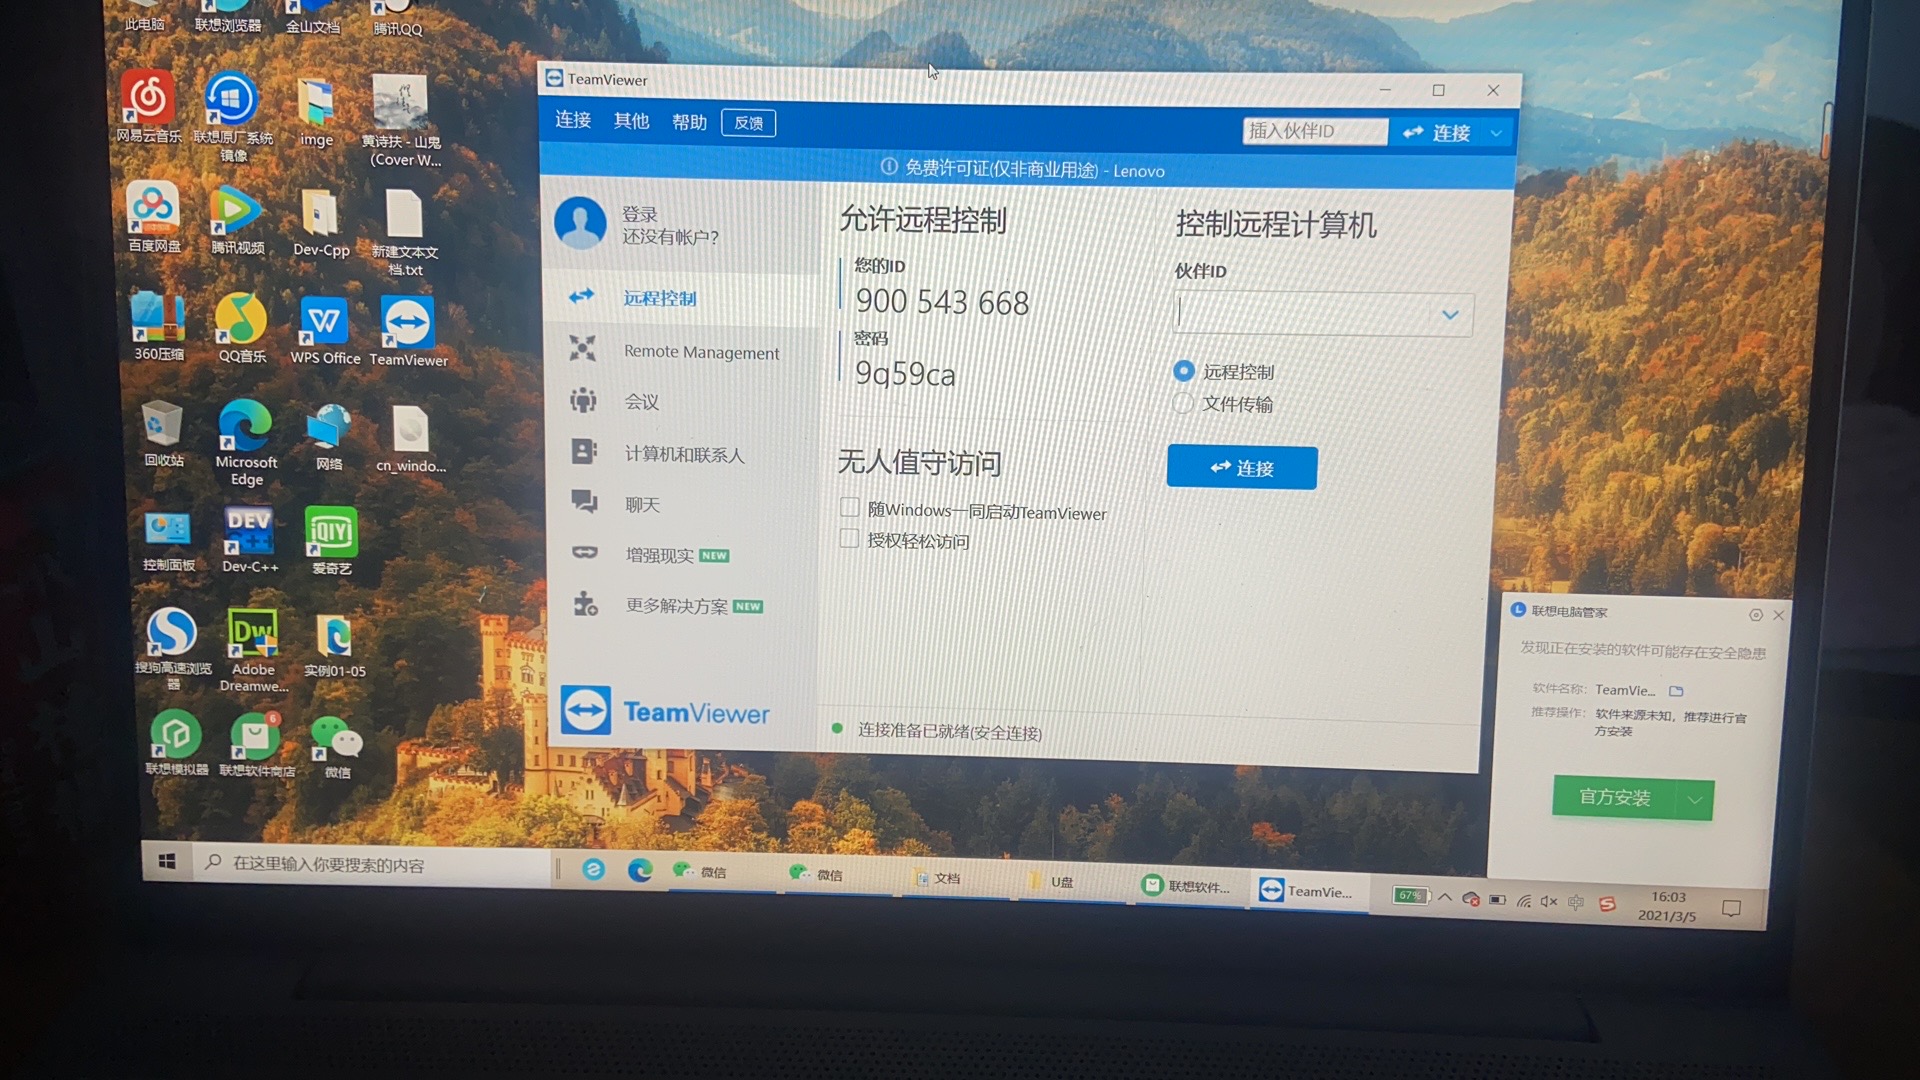 此电脑
联想浏览器
金山文档
腾讯QQ
网易云音乐
联想原厂系统
镜像
imge
黄诗扶 - 山鬼
(Cover W...
百度网盘
腾讯视频
Dev-Cpp
新建文本文
档.txt
360压缩
QQ音乐
WPS Office
TeamViewer
回收站
Microsoft
Edge
网络
cn_windo...
控制面板
DEV
C++
Dev-C++
iQIYI
爱奇艺
搜狗高速浏览
器
Dw
Adobe
Dreamwe...
实例01-05
联想模拟器
6
联想软件商店
微信
TeamViewer
连接
其他
帮助
反馈
插入伙伴ID
连接
免费许可证(仅非商业用途) - Lenovo
登录
还没有帐户?
远程控制
Remote Management
会议
计算机和联系人
聊天
增强现实 NEW
更多解决方案 NEW
TeamViewer
允许远程控制
您的ID
900 543 668
密码
9q59ca
无人值守访问
随Windows一同启动TeamViewer
授权轻松访问
连接准备已就绪(安全连接)
控制远程计算机
伙伴ID
远程控制
文件传输
连接
联想电脑管家
发现正在安装的软件可能存在安全隐患
软件名称: TeamVie...
推荐操作: 软件来源未知，推荐进行官
方安装
官方安装
在这里输入你要搜索的内容
微信
微信
文档
U盘
联想软件...
TeamVie...
67%
中
16:03
2021/3/5